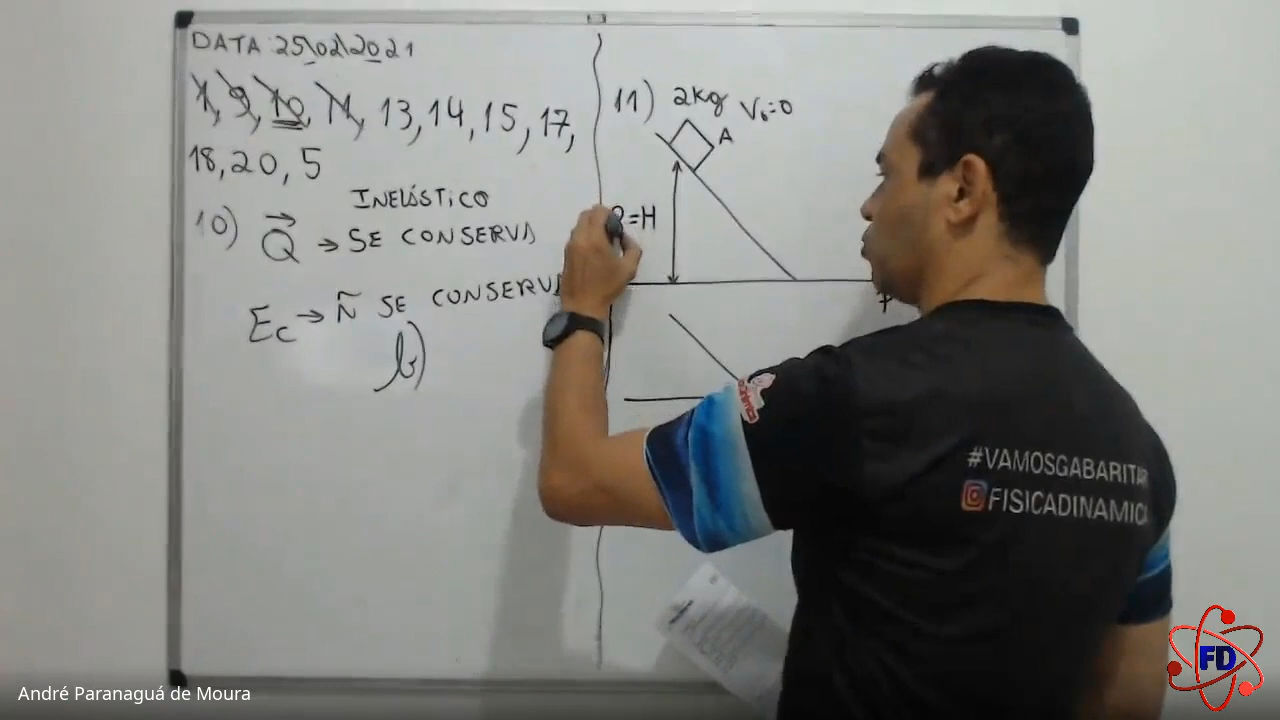 DATA: 25\02\2021
1, 9, 10, 11, 13, 14, 15, 17,
18, 20, 5
10) Q → SE CONSERVA
INELÁSTICO
Ec → Ñ SE CONSERVA
b)
11) 2kg V₀=0
A
=H
#VAMOSGABARITAR
FISICADINAMICA
FD
André Paranaguá de Moura